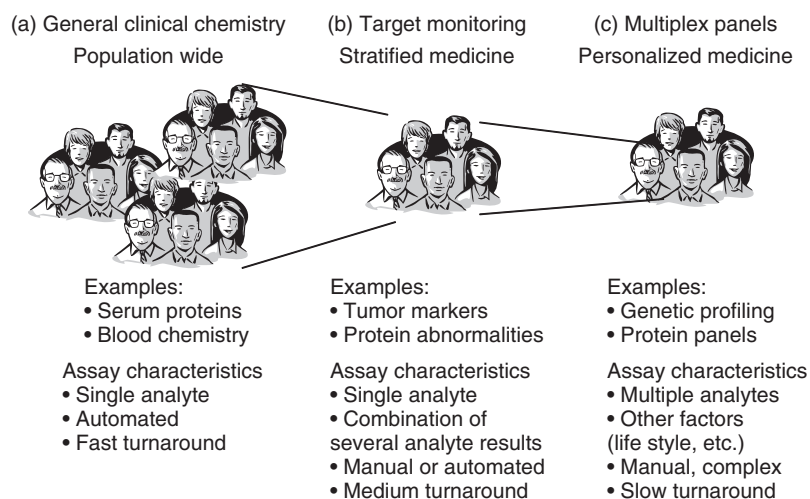 (a) General clinical chemistry
Population wide
(b) Target monitoring
Stratified medicine
(c) Multiplex panels
Personalized medicine
Examples:
• Serum proteins
• Blood chemistry
Assay characteristics
• Single analyte
• Automated
• Fast turnaround
Examples:
• Tumor markers
• Protein abnormalities
Assay characteristics
• Single analyte
• Combination of
several analyte results
• Manual or automated
• Medium turnaround
Examples:
• Genetic profiling
• Protein panels
Assay characteristics
• Multiple analytes
• Other factors
(life style, etc.)
• Manual, complex
• Slow turnaround